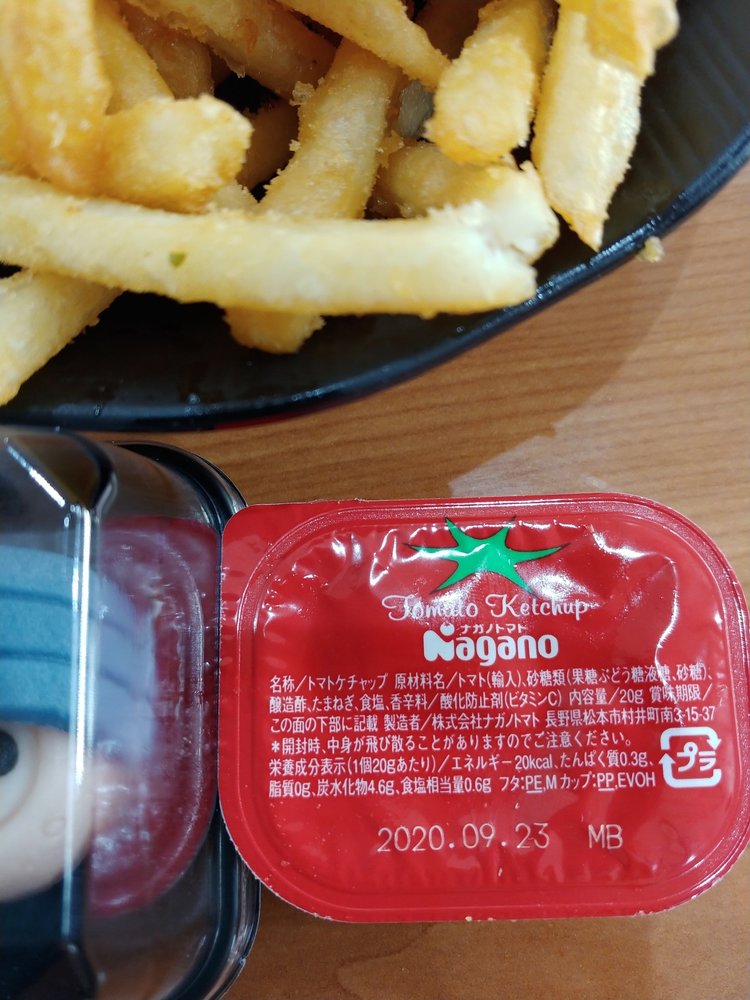 Tomato Ketchup
ナガノトマト
Nagano
名称／トマトケチャップ 原材料名／トマト(輸入)、砂糖類(果糖ぶどう糖液糖、砂糖)、
醸造酢、たまねぎ、食塩、香辛料／酸化防止剤(ビタミンC) 内容量／20g 賞味期限／
この面の下部に記載 製造者／株式会社ナガノトマト 長野県松本市村井町南3-15-37
＊開封時、中身が飛び散ることがありますのでご注意ください。
栄養成分表示(1個20gあたり)／エネルギー20kcal、たんぱく質0.3g、
脂質0g、炭水化物4.6g、食塩相当量0.6g フタ:PE,M カップ:PP,EVOH
プラ
2020.09.23 MB